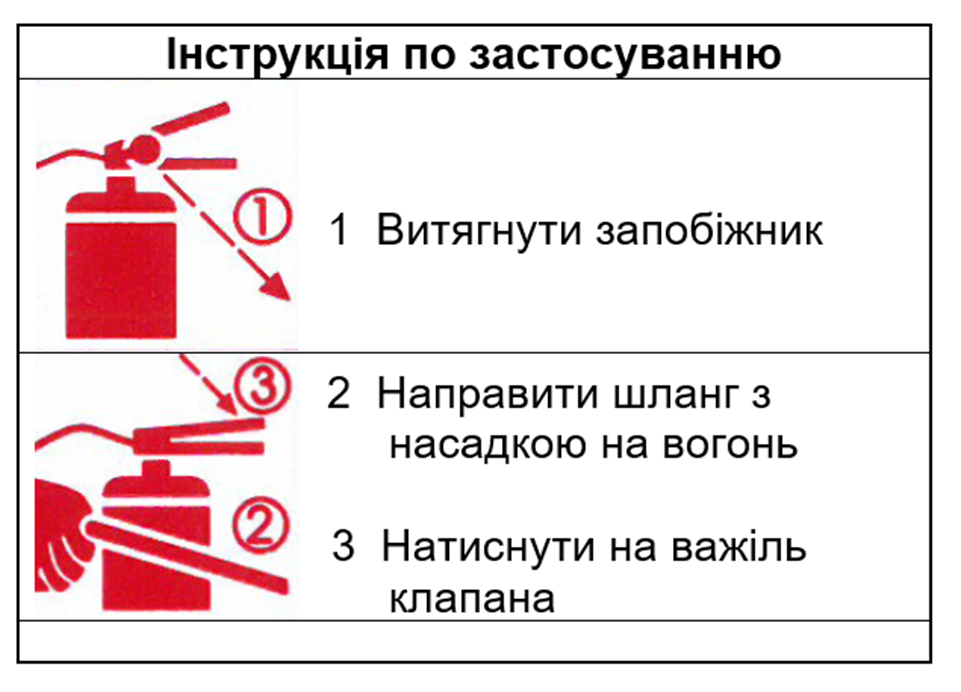 Інструкція по застосуванню
①
1 Витягнути запобіжник
③
2 Направити шланг з
насадкою на вогонь
②
3 Натиснути на важіль
клапана